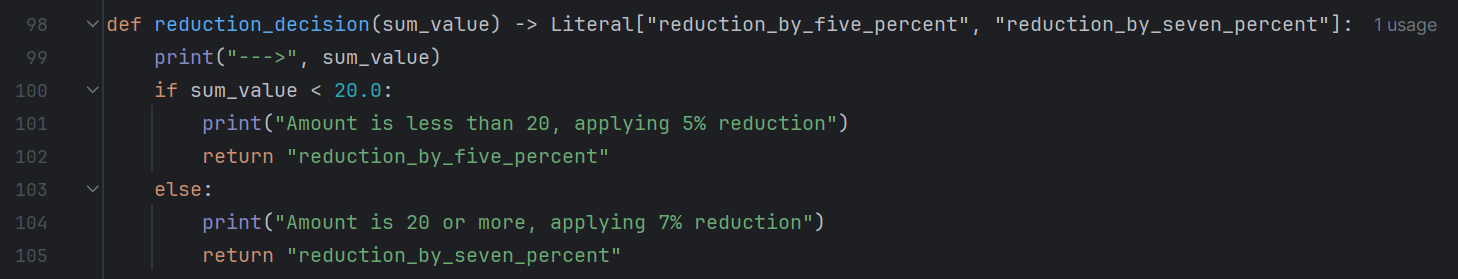 98 def reduction_decision(sum_value) -> Literal["reduction_by_five_percent", "reduction_by_seven_percent"]: 1 usage
99 print("--->", sum_value)
100 if sum_value < 20.0:
101 print("Amount is less than 20, applying 5% reduction")
102 return "reduction_by_five_percent"
103 else:
104 print("Amount is 20 or more, applying 7% reduction")
105 return "reduction_by_seven_percent"